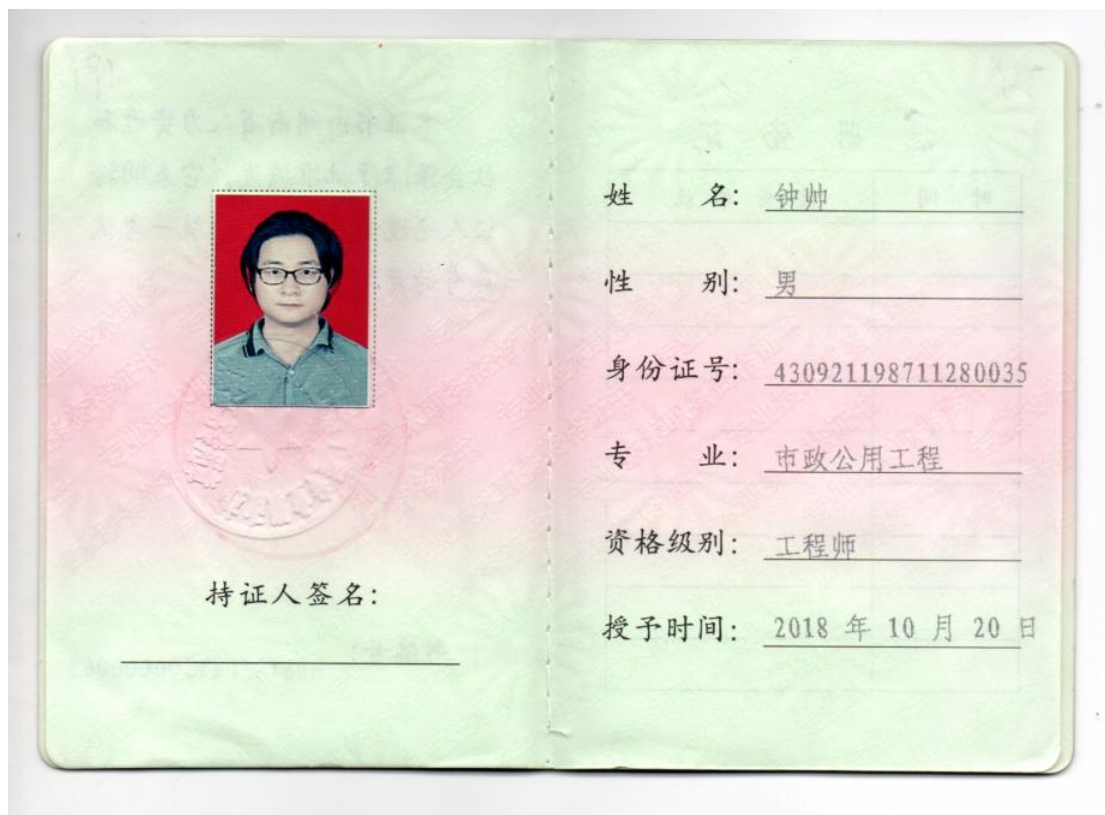 持证人签名:
姓 名: 钟帅
性 别: 男
身份证号: 430921198711280035
专 业: 市政公用工程
资格级别: 工程师
授予时间: 2018 年 10 月 20 日